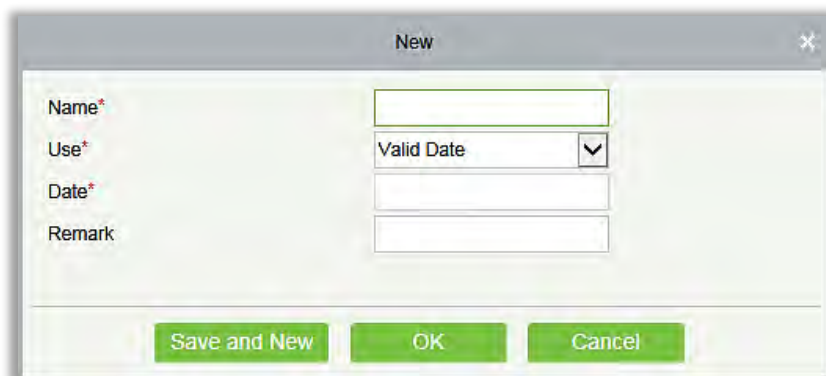 New
Name*
Use* Valid Date
Date*
Remark
Save and New OK Cancel